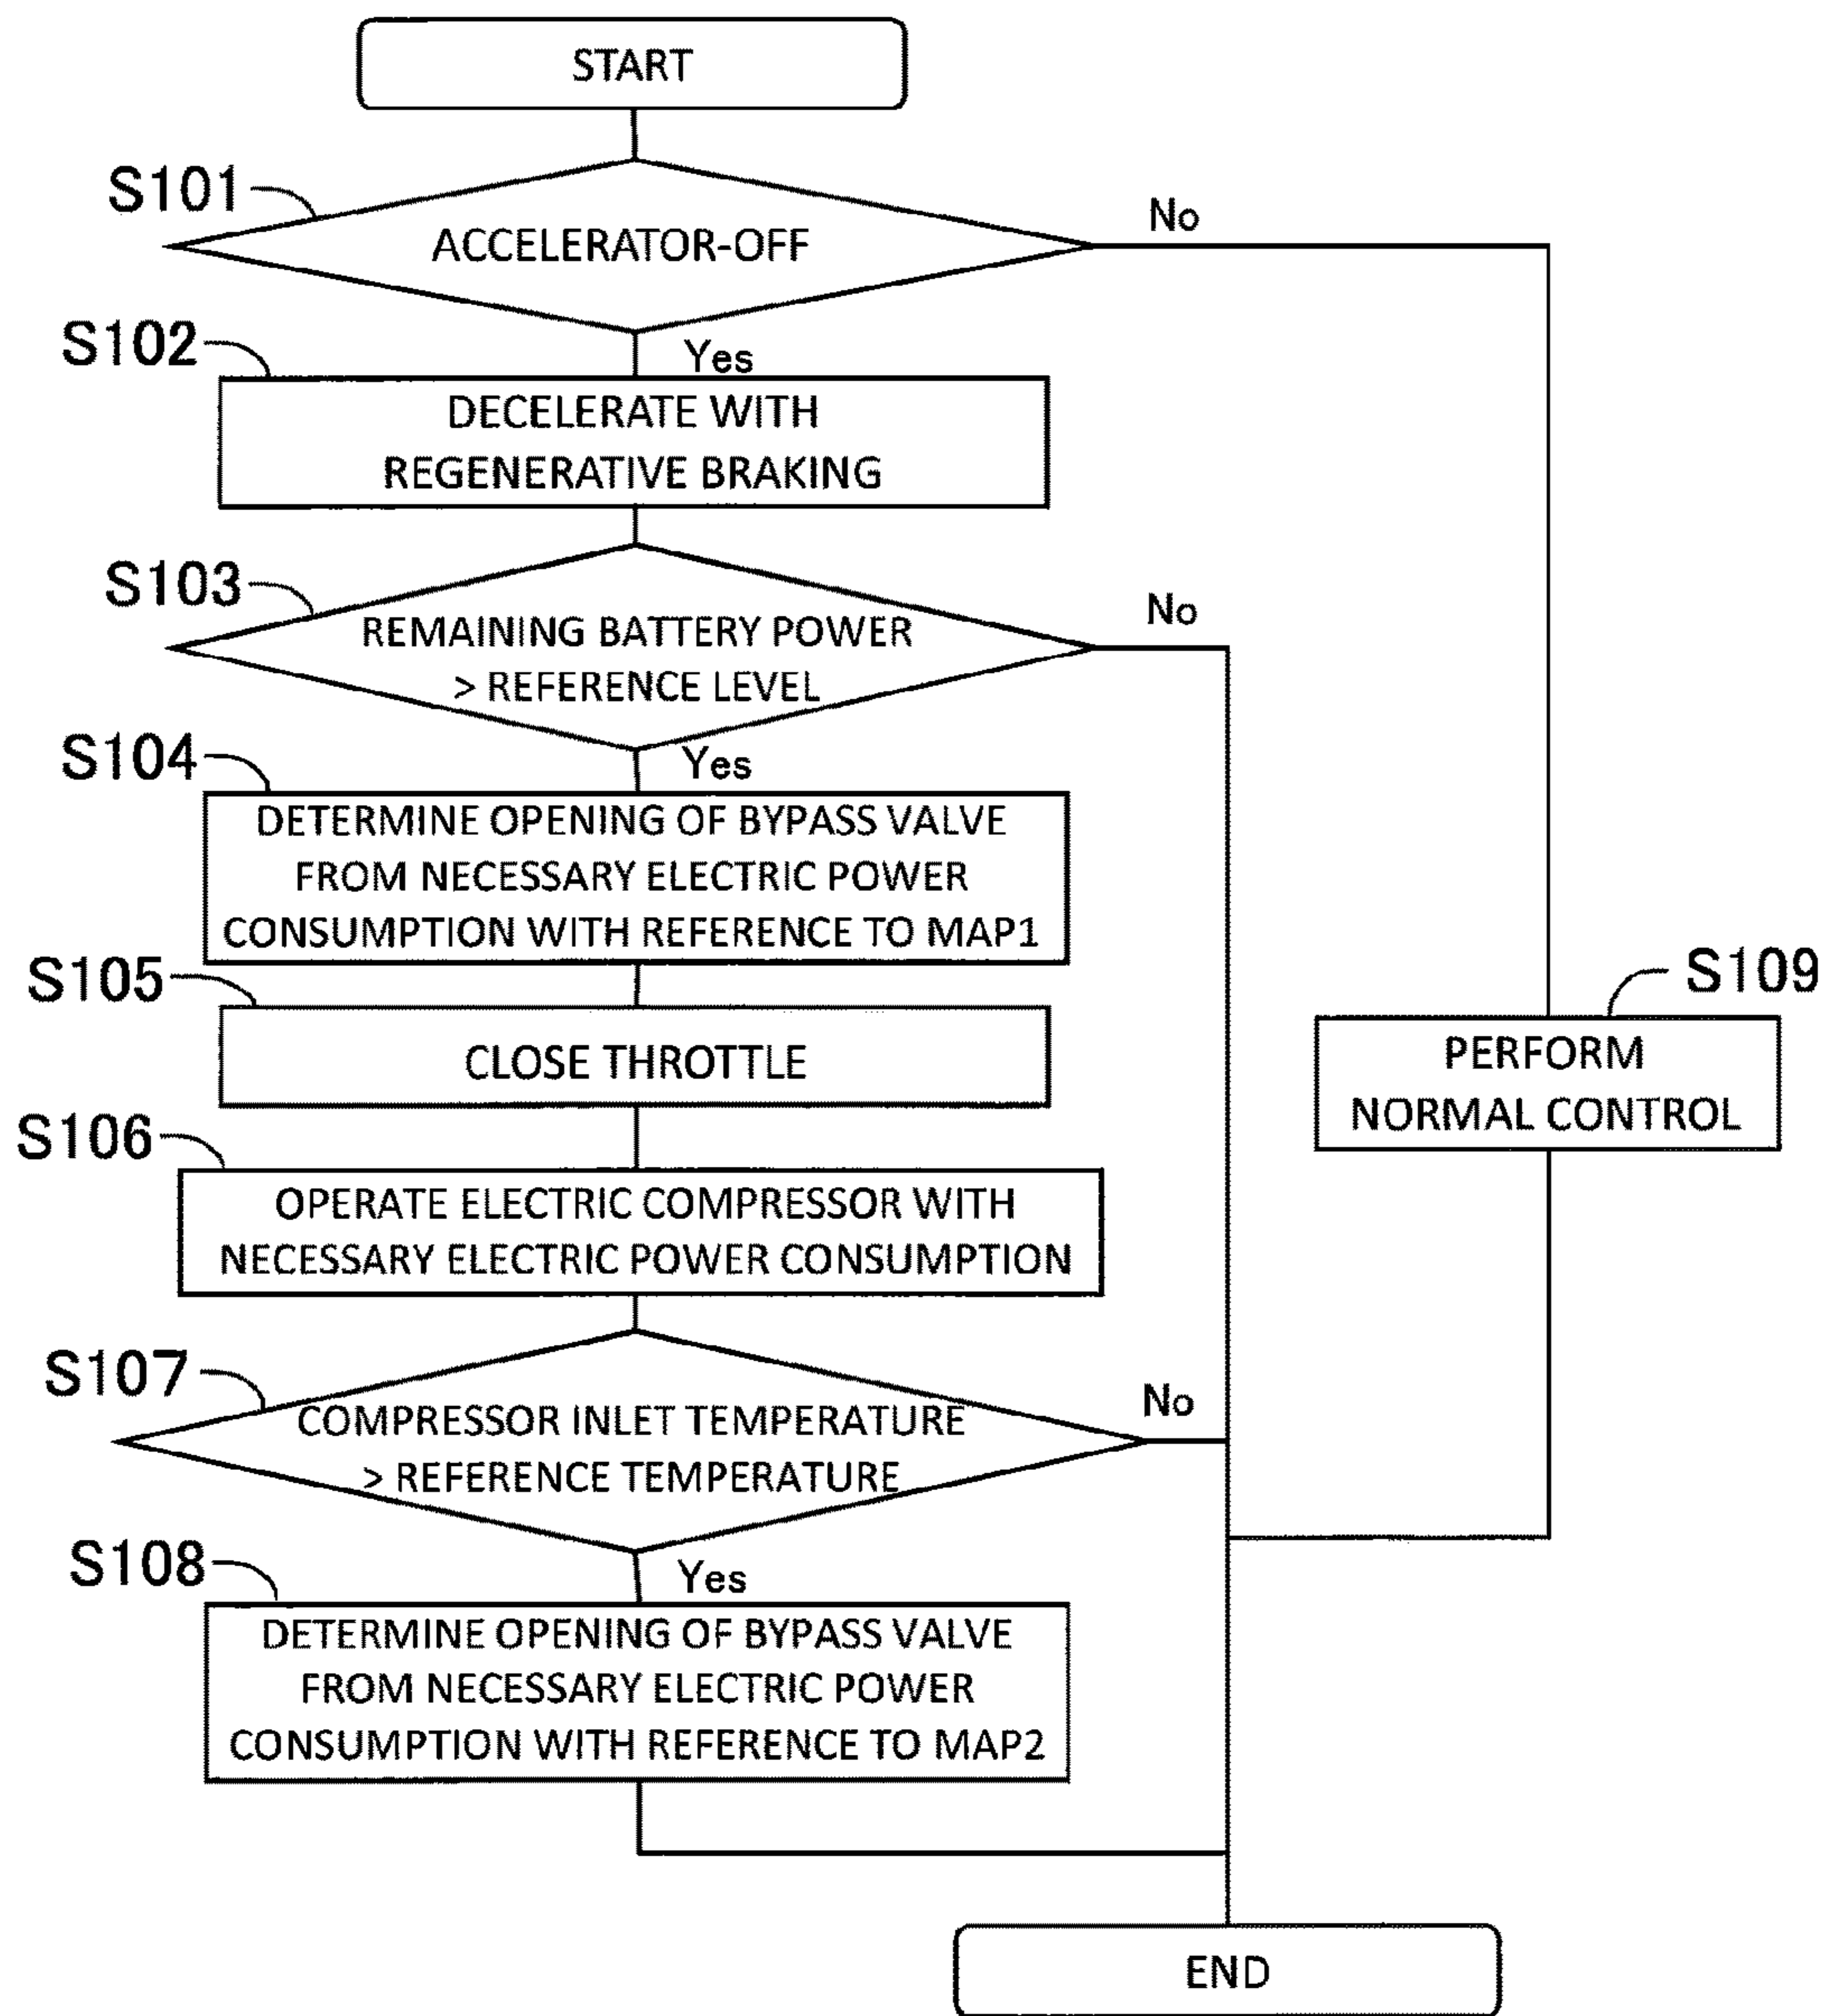 START
S101
ACCELERATOR-OFF
No
Yes
S102
DECELERATE WITH
REGENERATIVE BRAKING
S103
REMAINING BATTERY POWER
> REFERENCE LEVEL
No
Yes
S104
DETERMINE OPENING OF BYPASS VALVE
FROM NECESSARY ELECTRIC POWER
CONSUMPTION WITH REFERENCE TO MAP1
S105
CLOSE THROTTLE
S109
PERFORM
NORMAL CONTROL
S106
OPERATE ELECTRIC COMPRESSOR WITH
NECESSARY ELECTRIC POWER CONSUMPTION
S107
COMPRESSOR INLET TEMPERATURE
> REFERENCE TEMPERATURE
No
Yes
S108
DETERMINE OPENING OF BYPASS VALVE
FROM NECESSARY ELECTRIC POWER
CONSUMPTION WITH REFERENCE TO MAP2
END